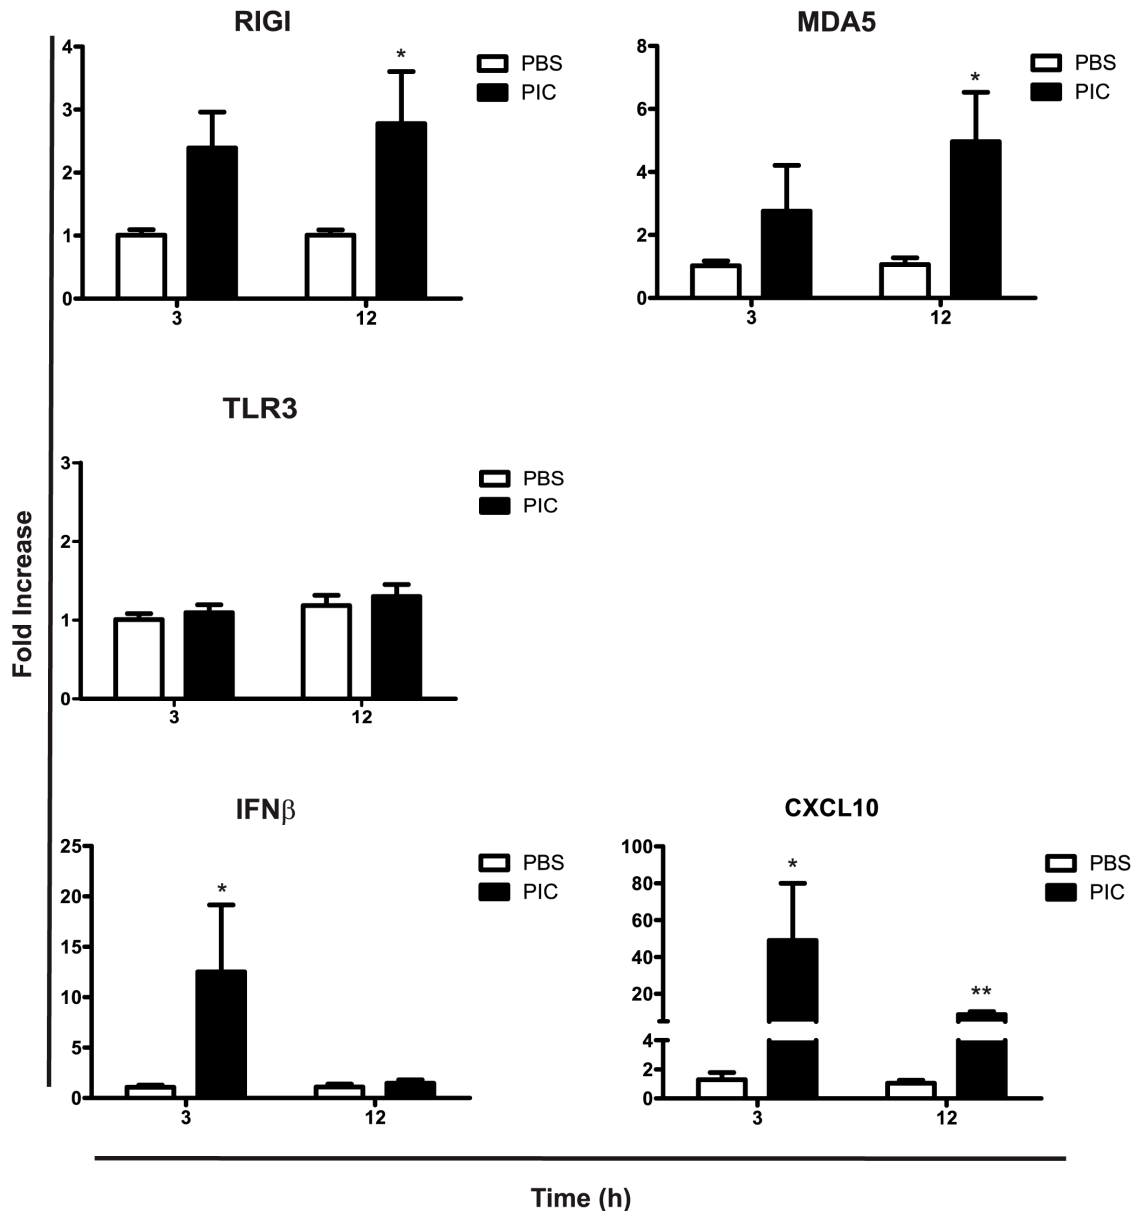 RIGI
4
3
2
1
0
*
3
12
PBS
PIC
MDA5
8
6
4
2
0
*
3
12
PBS
PIC
TLR3
3
2
1
0
3
12
PBS
PIC
Fold Increase
IFNβ
25
20
15
10
5
0
*
3
12
PBS
PIC
CXCL10
100
80
60
40
20
4
2
0
*
**
3
12
PBS
PIC
Time (h)